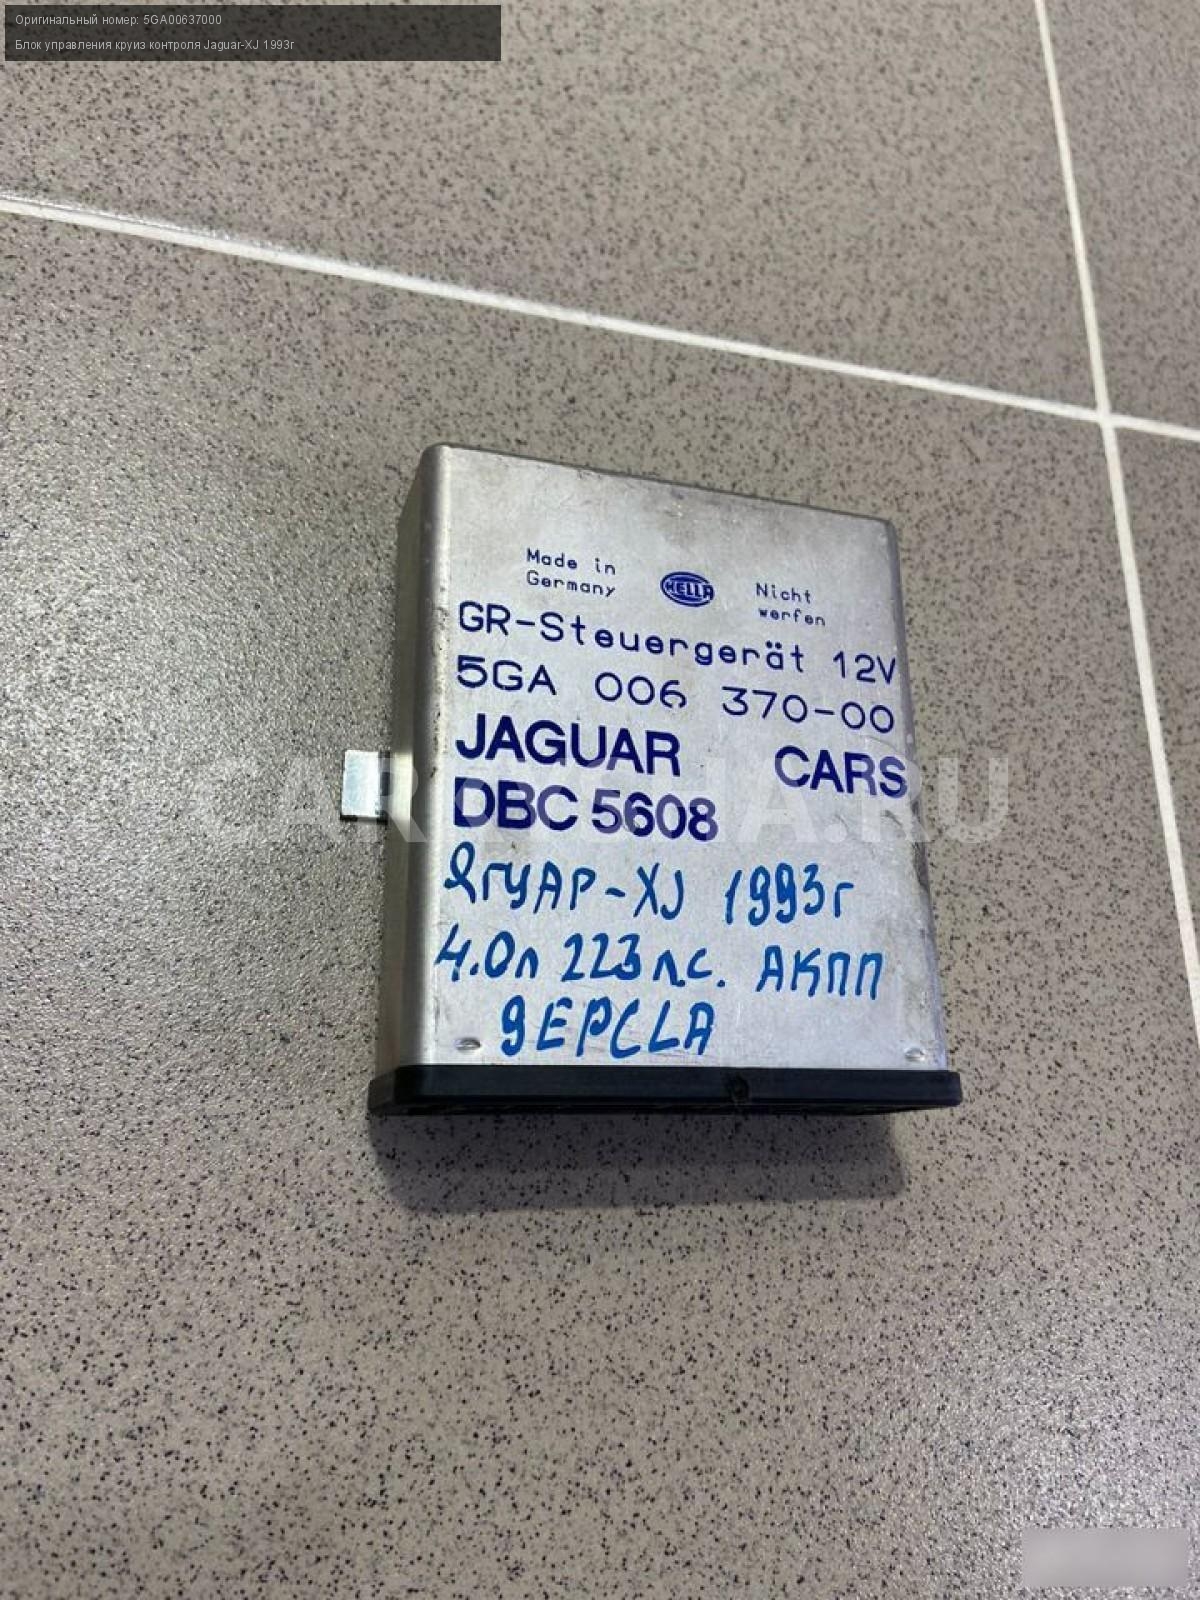 Оригинальный номер: 5GA00637000
Блок управления круиз контроля Jaguar-XJ 1993г
Made in
Germany
HELLA
Nicht
werfen
GR-Steuergerät 12V
5GA 006 370-00
JAGUAR CARS
DBC 5608
Ягуар-XJ 1993г
4.0л 223л.с. АКПП
9EPCLA